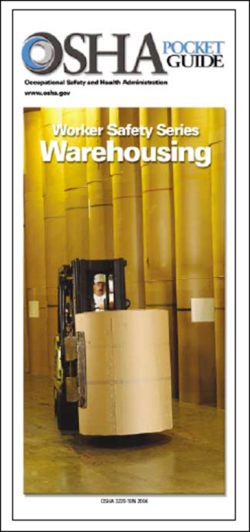 OSHA POCKET
GUIDE
Occupational Safety and Health Administration
www.osha.gov
Worker Safety Series
Warehousing
OSHA 3220-10N 2004